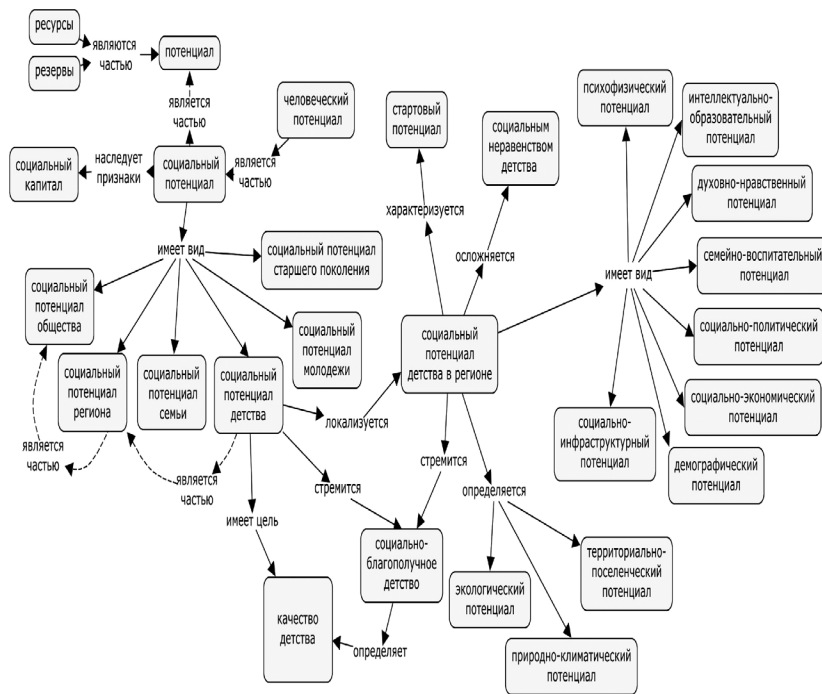 ресурсы
являются
частью
резервы
потенциал
является
частью
человеческий
потенциал
социальный
капитал
наследует
признаки
социальный
потенциал
является
частью
имеет вид
социальный потенциал
старшего поколения
социальный
потенциал
общества
социальный
потенциал
региона
социальный
потенциал
семьи
социальный
потенциал
детства
социальный
потенциал
молодежи
является
частью
является
частью
имеет цель
локализуется
стремится
стартовый
потенциал
социальным
неравенством
детства
характеризуется
осложняется
социальный
потенциал
детства в регионе
стремится
определяется
социально-
благополучное
детство
качество
детства
определяет
экологический
потенциал
территориально-
поселенческий
потенциал
природно-климатический
потенциал
психофизический
потенциал
интеллектуально-
образовательный
потенциал
духовно-нравственный
потенциал
имеет вид
семейно-воспитательный
потенциал
социально-политический
потенциал
социально-экономический
потенциал
социально-
инфраструктурный
потенциал
демографический
потенциал